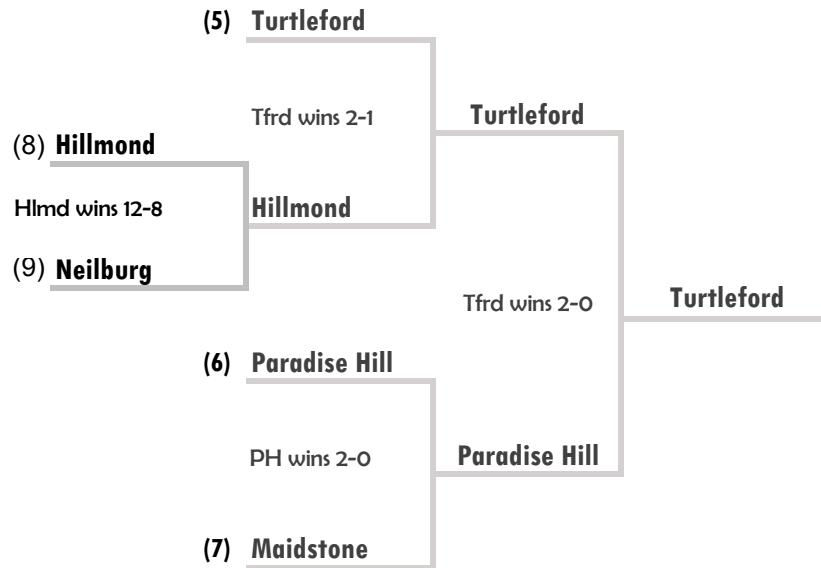 (5) Turtleford
Tfrd wins 2-1
Turtleford
(8) Hillmond
Hlmd wins 12-8
Hillmond
(9) Neilburg
Tfrd wins 2-0
Turtleford
(6) Paradise Hill
PH wins 2-0
Paradise Hill
(7) Maidstone